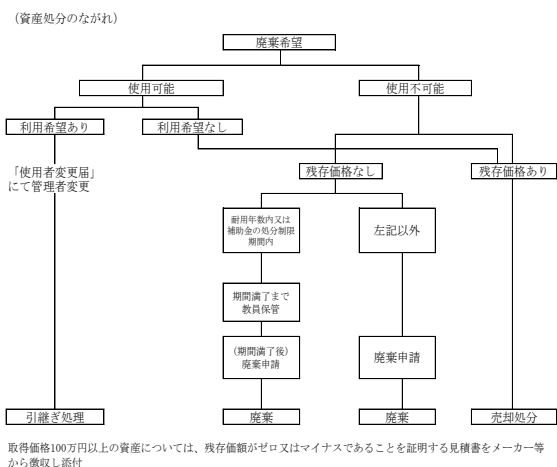 （資産処分のながれ）
廃棄希望
使用可能
使用不可能
利用希望あり
利用希望なし
「使用者変更届」
にて管理者変更
残存価格なし
残存価格あり
耐用年数内又は
補助金の処分制限
期間内
左記以外
期間満了まで
教員保管
（期間満了後）
廃棄申請
廃棄申請
引継ぎ処理
廃棄
廃棄
売却処分
取得価格100万円以上の資産については、残存価額がゼロ又はマイナスであることを証明する見積書をメーカー等
から徴収し添付